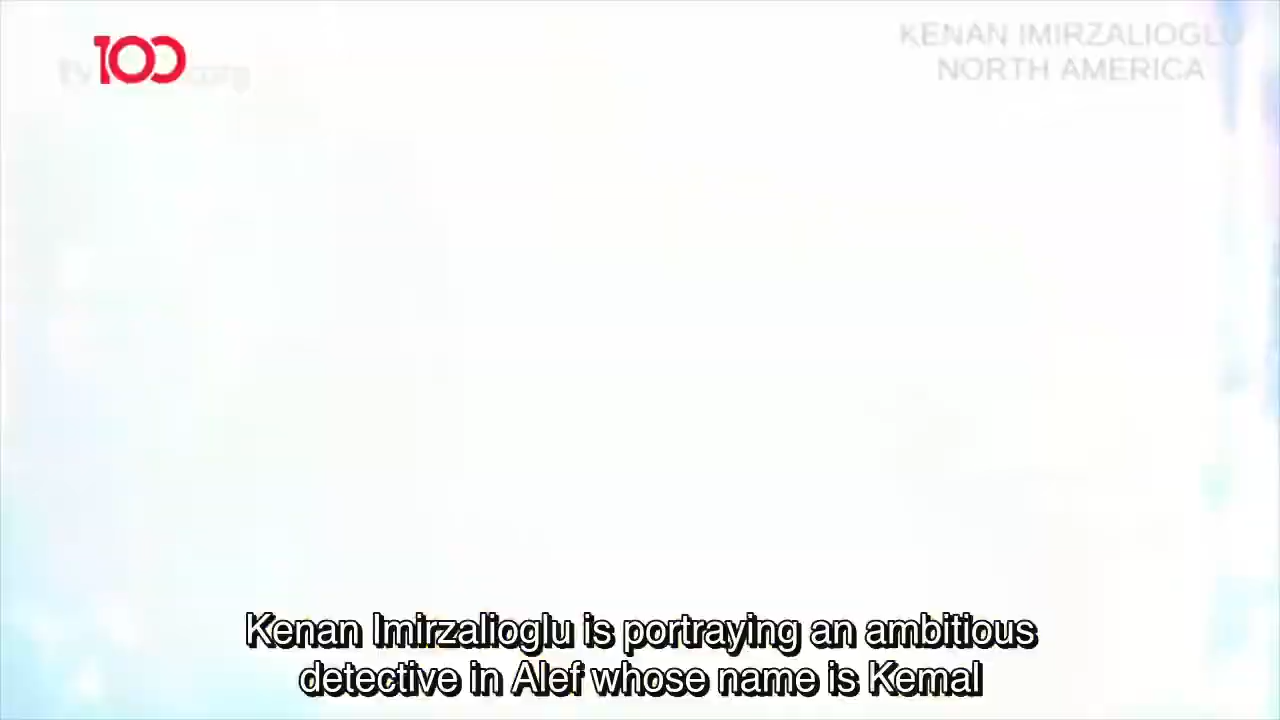 100
KENAN IMIRZALIOGLU
NORTH AMERICA
Kenan Imirzalioglu is portraying an ambitious
detective in Alef whose name is Kemal